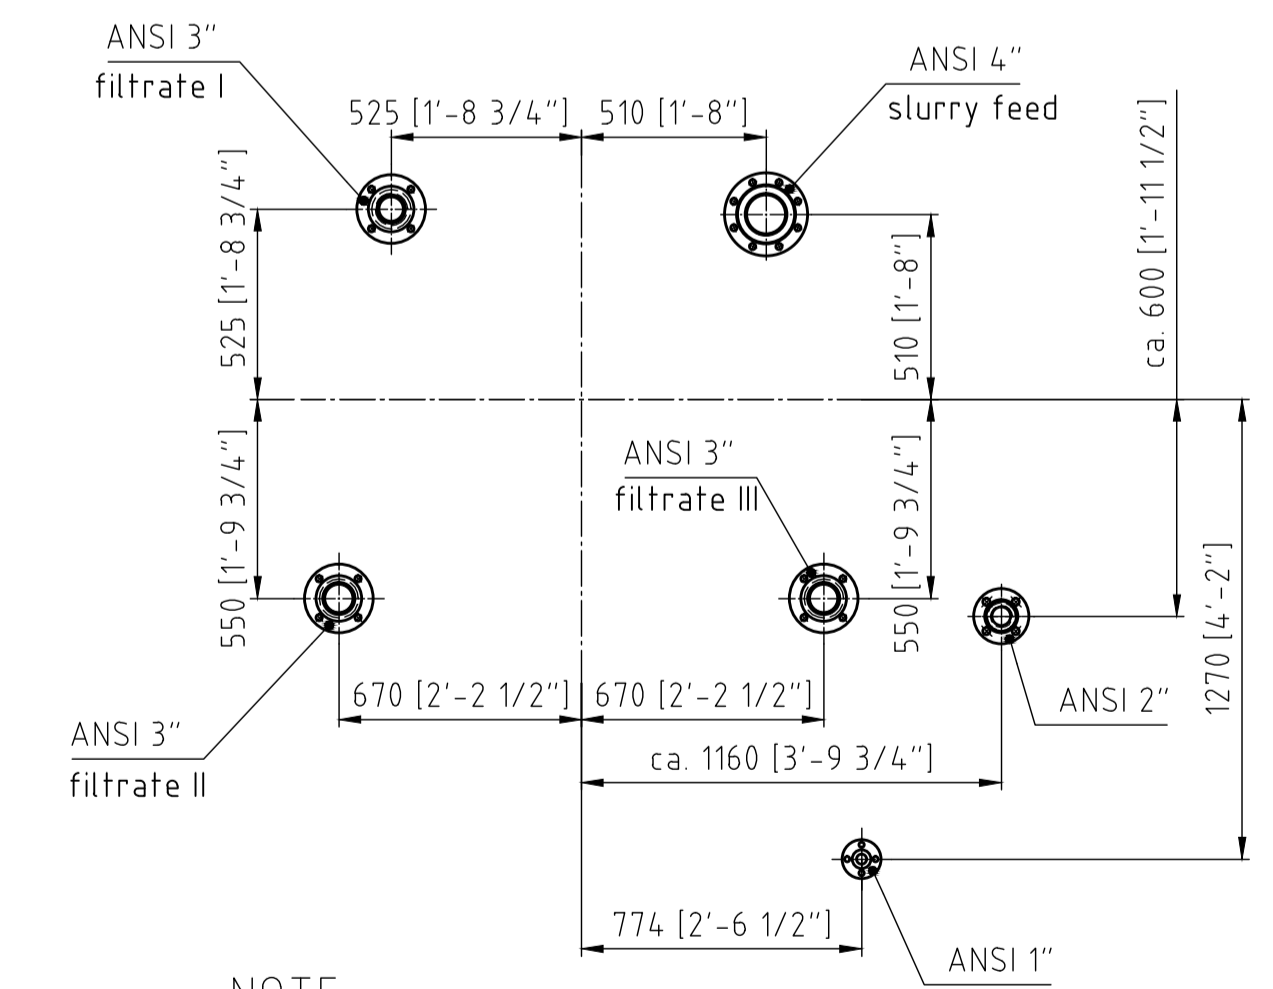 ANSI 3"
filtrate I
ANSI 4"
slurry feed
525 [1'-8 3/4"]
510 [1'-8"]
525 [1'-8 3/4"]
510 [1'-8"]
ca. 600 [1'-11 1/2"]
ANSI 3"
filtrate III
550 [1'-9 3/4"]
550 [1'-9 3/4"]
1270 [4'-2"]
670 [2'-2 1/2"]
670 [2'-2 1/2"]
ANSI 2"
ANSI 3"
filtrate II
ca. 1160 [3'-9 3/4"]
774 [2'-6 1/2"]
ANSI 1"
NOTE